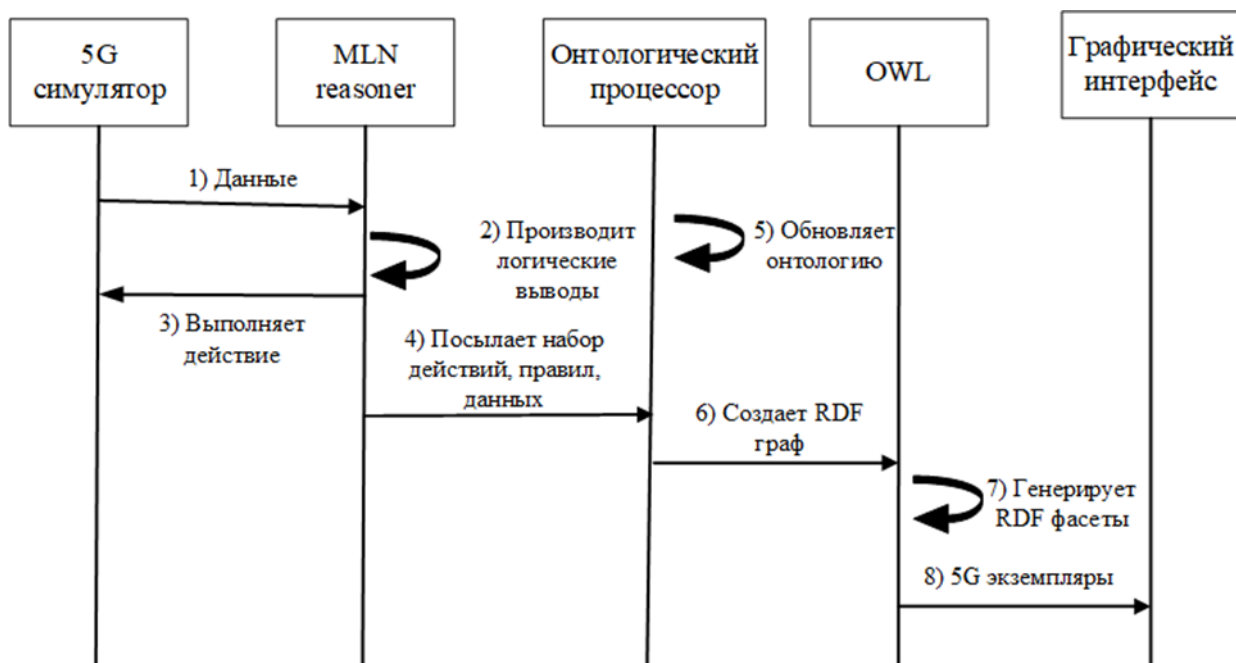 5G
симулятор
MLN
reasoner
Онтологический
процессор
OWL
Графический
интерфейс
1) Данные
2) Производит
логические
выводы
5) Обновляет
онтологию
3) Выполняет
действие
4) Посылает набор
действий, правил,
данных
6) Создает RDF
граф
7) Генерирует
RDF фасеты
8) 5G экземпляры